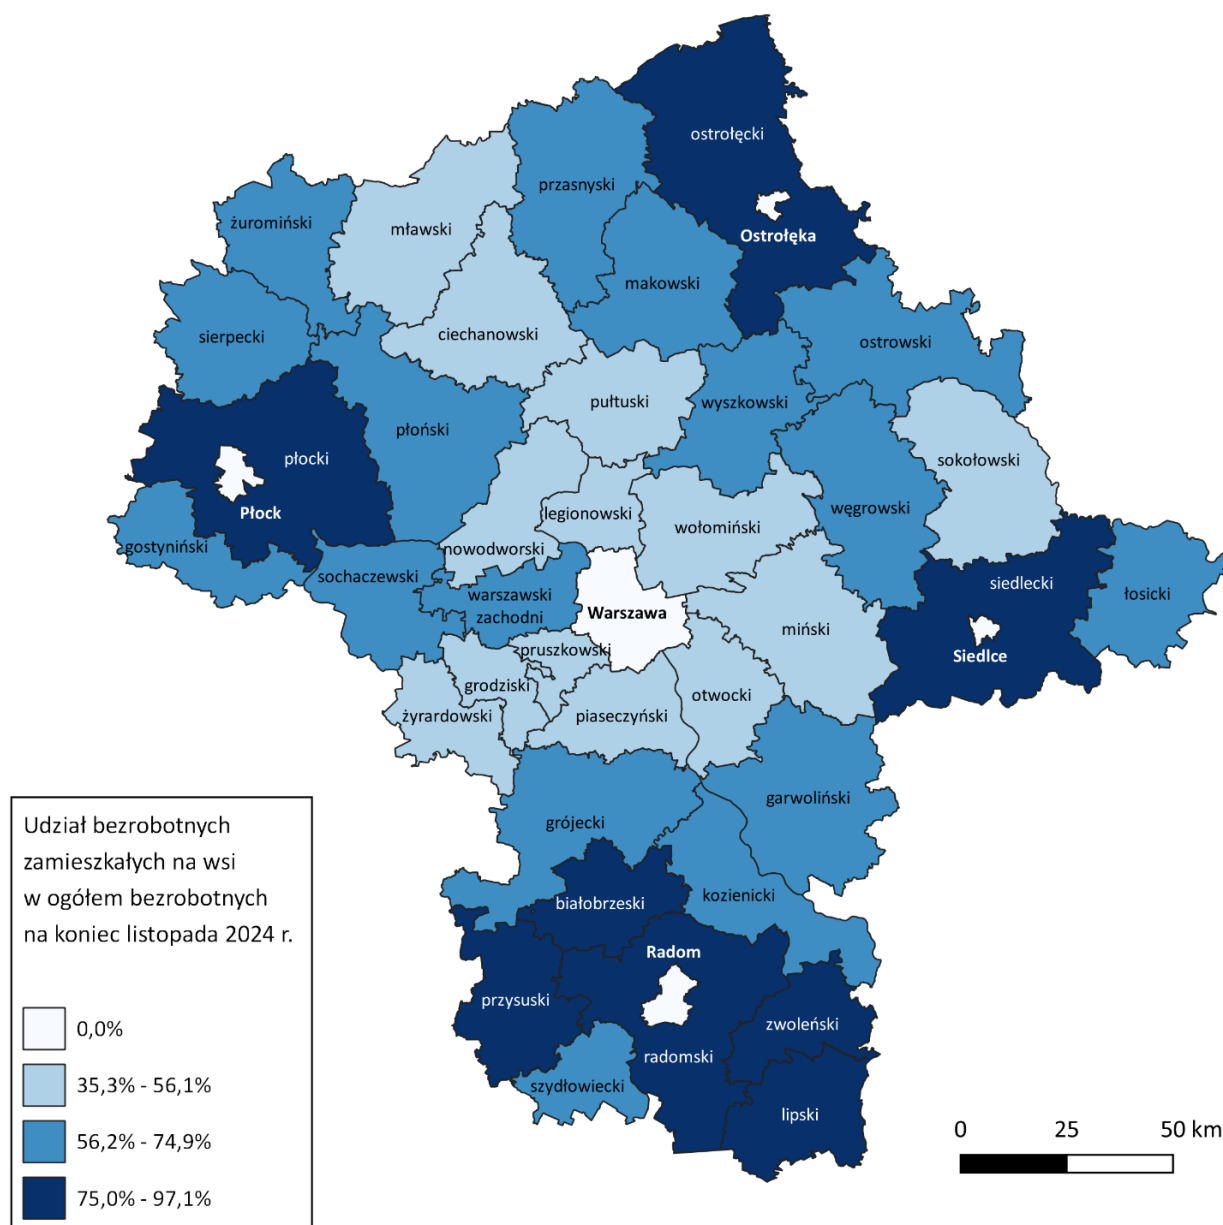 ostrołęcki
przasnyski
żuromiński
mławski
Ostrołęka
makowski
sierpecki
ciechanowski
ostrowski
pułtuski
wyszkowski
płoński
płocki
sokołowski
węgrowski
Płock
legionowski
wołomiński
gostyniński
nowodworski
sochaczewski
siedlecki
warszawski
zachodni
łosicki
Warszawa
miński
Siedlce
pruszkowski
grodziski
otwocki
żyrardowski
piaseczyński
garwoliński
grójecki
kozienicki
białobrzeski
Radom
przysuski
zwoleński
radomski
szydłowiecki
lipski
Udział bezrobotnych
zamieszkałych na wsi
w ogółem bezrobotnych
na koniec listopada 2024 r.
0,0%
35,3% - 56,1%
56,2% - 74,9%
75,0% - 97,1%
0 25 50 km